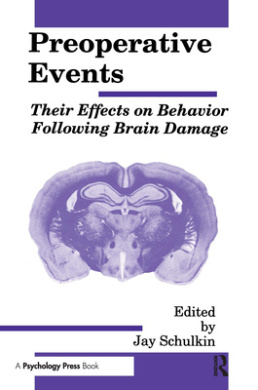 Preoperative
Events
Their Effects on Behavior
Following Brain Damage
Edited
by
Jay Schulkin
A Psychology Press Book